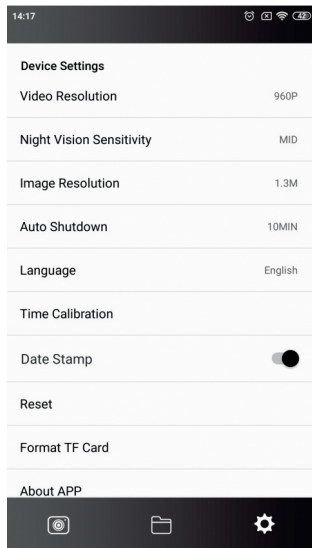 14:17
42
Device Settings
Video Resolution 960P
Night Vision Sensitivity MID
Image Resolution 1.3M
Auto Shutdown 10MIN
Language English
Time Calibration
Date Stamp
Reset
Format TF Card
About APP